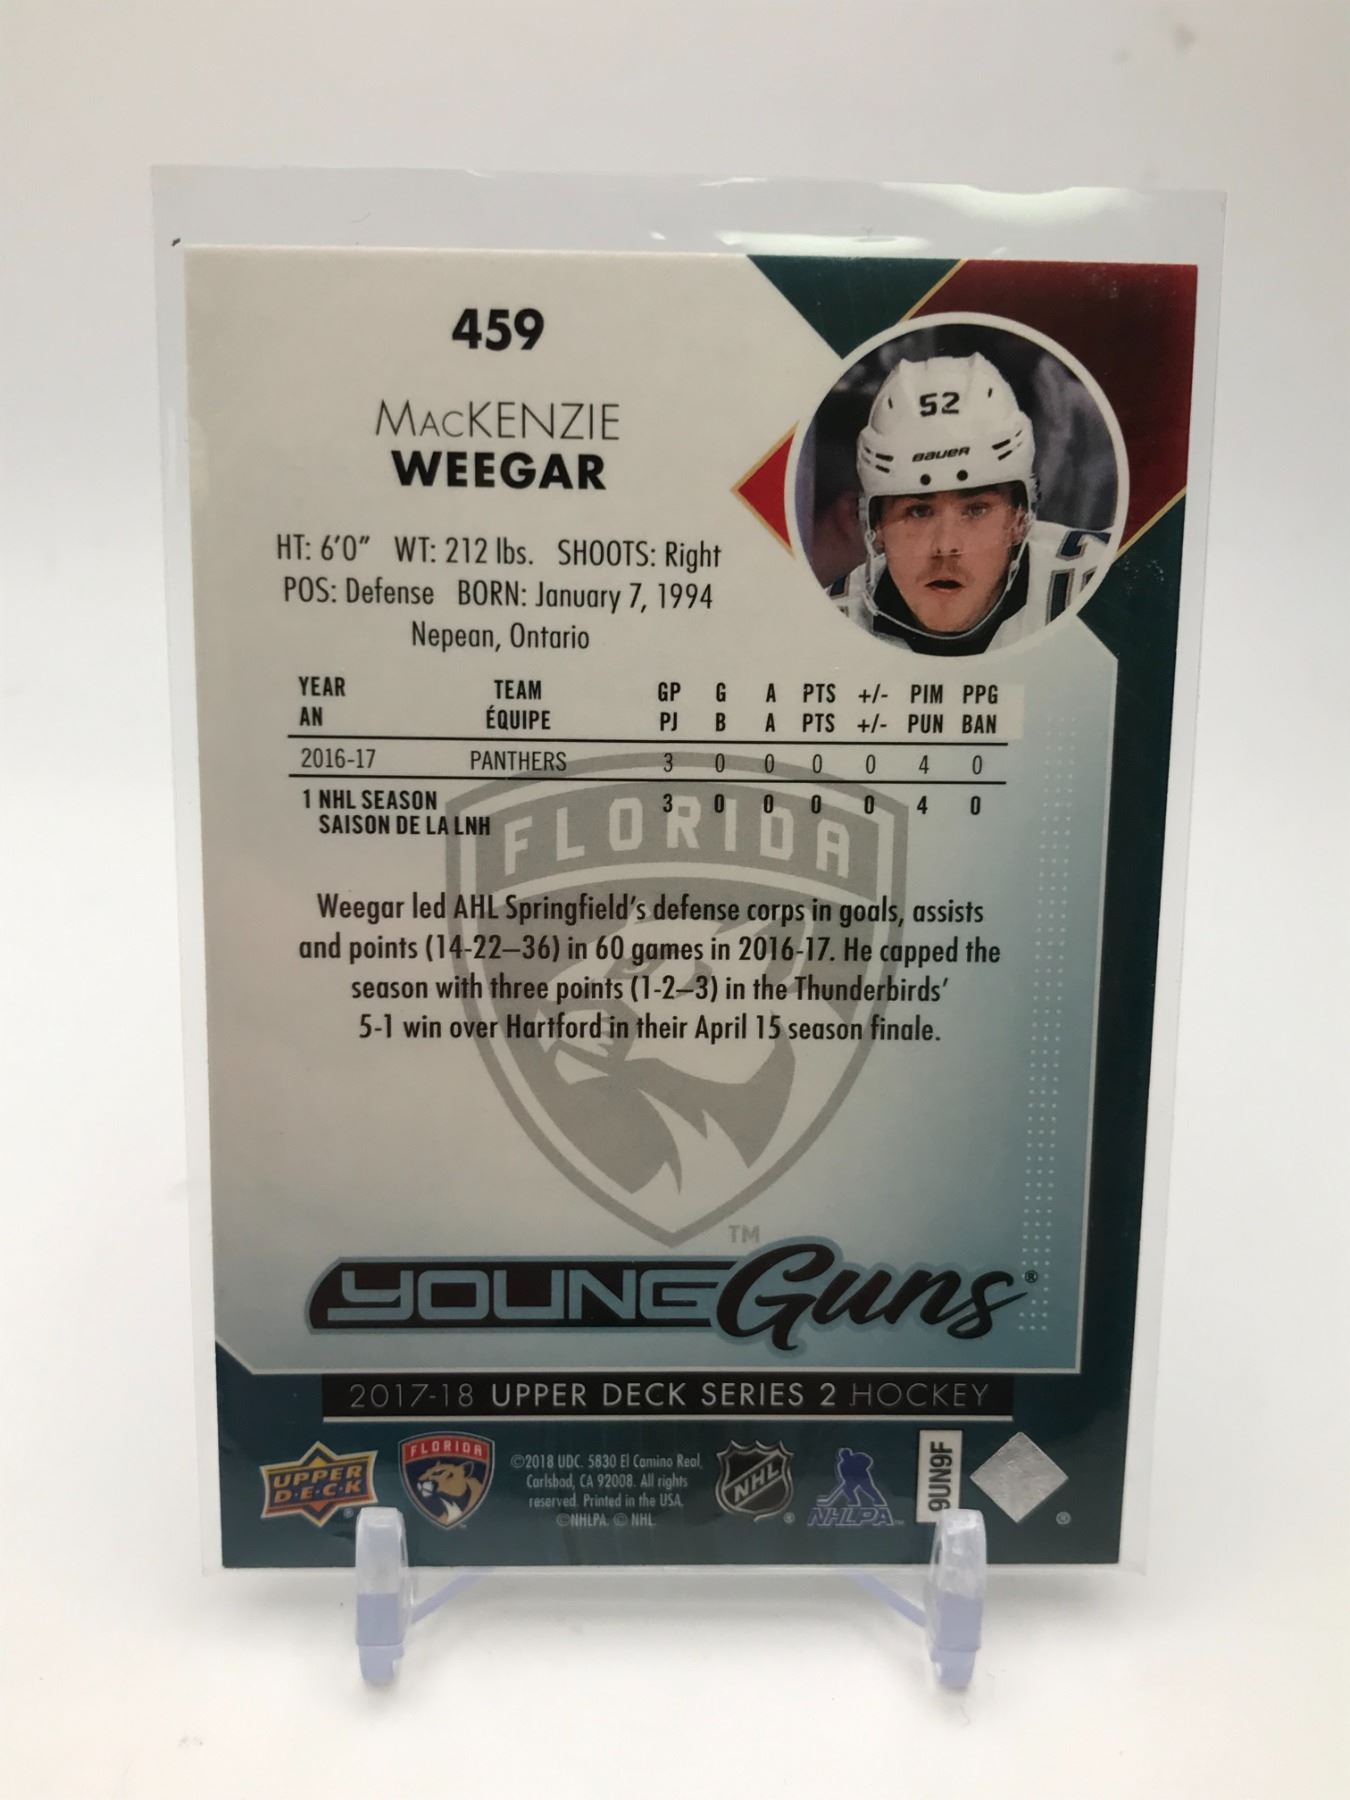 459
52
BAUER
MacKENZIE
WEEGAR
HT: 6'0" WT: 212 lbs. SHOOTS: Right
POS: Defense BORN: January 7, 1994
Nepean, Ontario
YEAR TEAM GP G A PTS +/- PIM PPG
AN ÉQUIPE PJ B A PTS +/- PUN BAN
2016-17 PANTHERS 3 0 0 0 0 4 0
1 NHL SEASON 3 0 0 0 0 4 0
SAISON DE LA LNH
FLORIDA
Weegar led AHL Springfield's defense corps in goals, assists
and points (14-22–36) in 60 games in 2016-17. He capped the
season with three points (1-2–3) in the Thunderbirds'
5-1 win over Hartford in their April 15 season finale.
TM
YOUNG Guns®
2017-18 UPPER DECK SERIES 2 HOCKEY
UPPER
D·E·C·K ®
FLORIDA
©2018 UDC. 5830 El Camino Real,
Carlsbad, CA 92008. All rights
reserved. Printed in the USA.
©NHLPA. © NHL.
NHL ®
NHLPA™
9UN9F
®